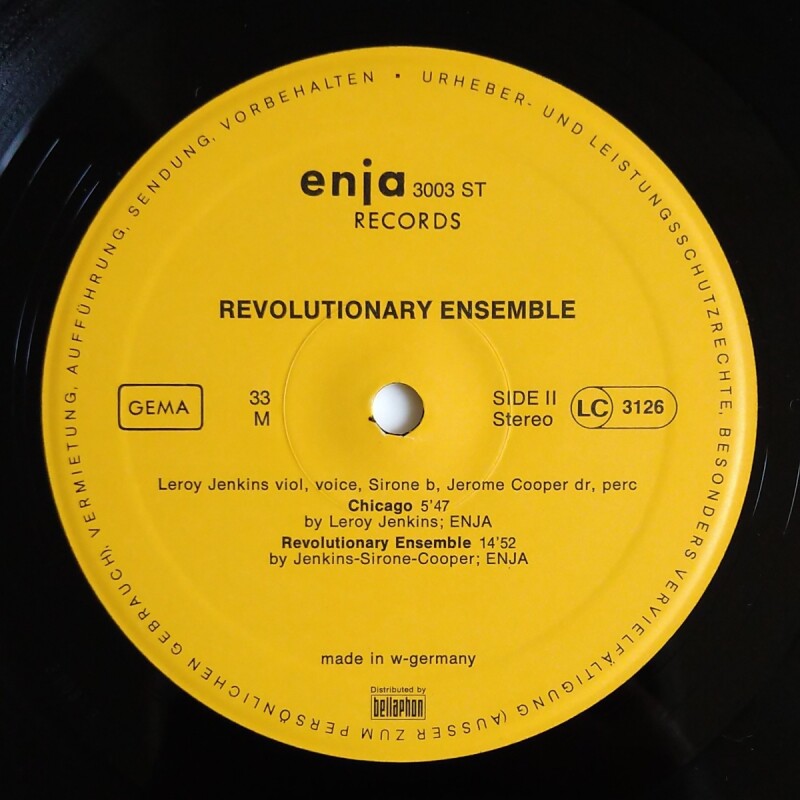 URHEBER- UND LEISTUNGSSCHUTZRECHTE, BESONDERS VERVIELFÄLTIGUNG (AUSSER ZUM PERSÖNLICHEN GEBRAUCH), VERMIETUNG, AUFFÜHRUNG, SENDUNG, VORBEHALTEN ·
enja 3003 ST
RECORDS
REVOLUTIONARY ENSEMBLE
GEMA 33 SIDE II LC 3126
M Stereo
Leroy Jenkins viol, voice, Sirone b, Jerome Cooper dr, perc
Chicago 5'47
by Leroy Jenkins; ENJA
Revolutionary Ensemble 14'52
by Jenkins-Sirone-Cooper; ENJA
made in w-germany
Distributed by
bellaphon